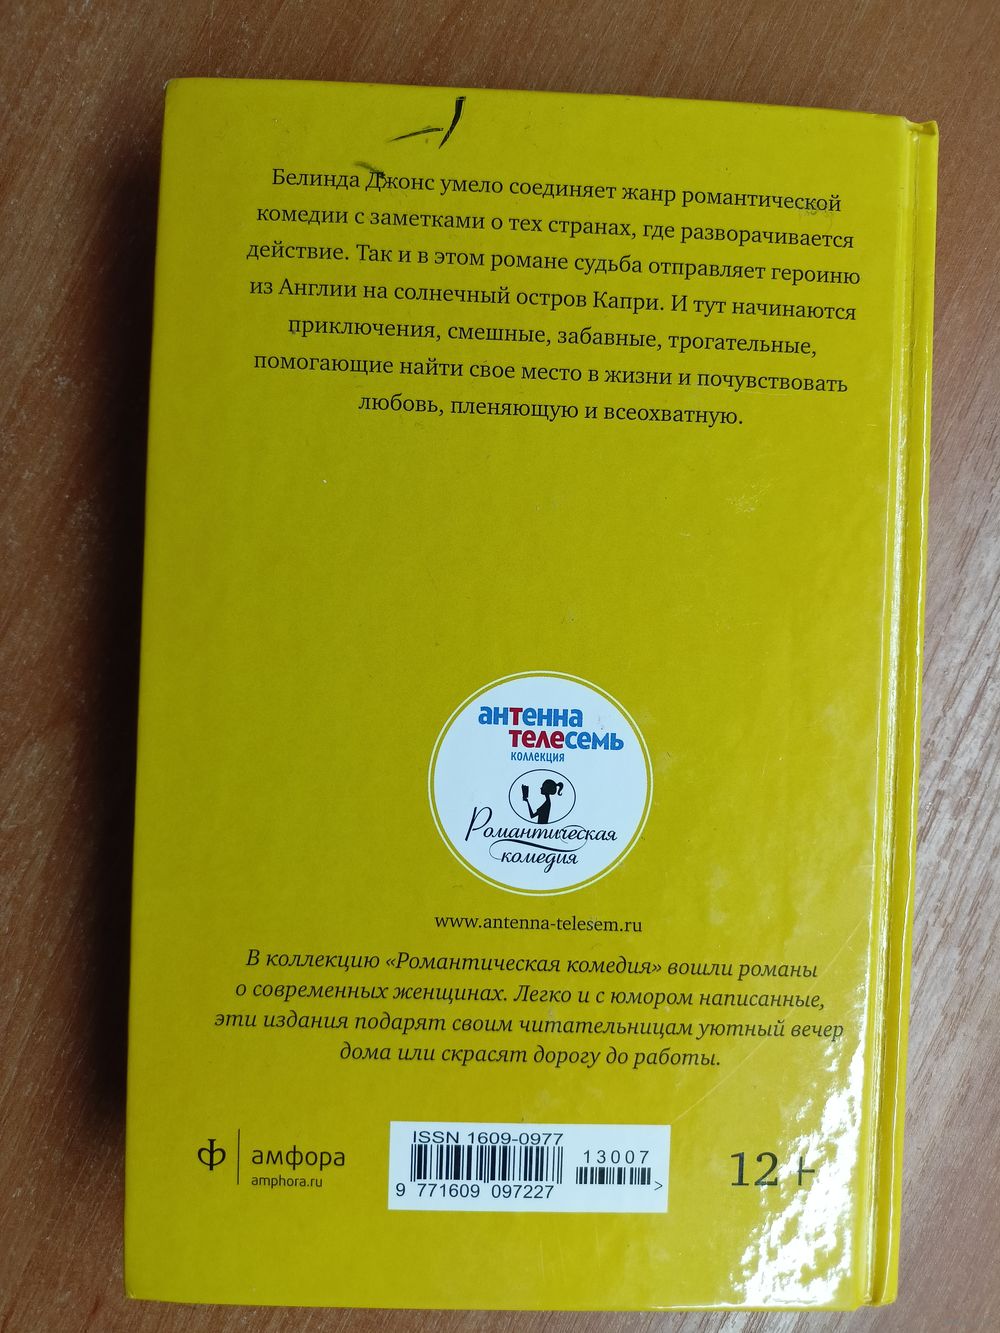 Белинда Джонс умело соединяет жанр романтической
комедии с заметками о тех странах, где разворачивается
действие. Так и в этом романе судьба отправляет героиню
из Англии на солнечный остров Капри. И тут начинаются
приключения, смешные, забавные, трогательные,
помогающие найти свое место в жизни и почувствовать
любовь, пленяющую и всеохватную.
антенна
телесемь
коллекция
Романтическая
комедия
www.antenna-telesem.ru
В коллекцию «Романтическая комедия» вошли романы
о современных женщинах. Легко и с юмором написанные,
эти издания подарят своим читательницам уютный вечер
дома или скрасят дорогу до работы.
ф амфора
amphora.ru
ISSN 1609-0977
13007
9 771609 097227 >
12+